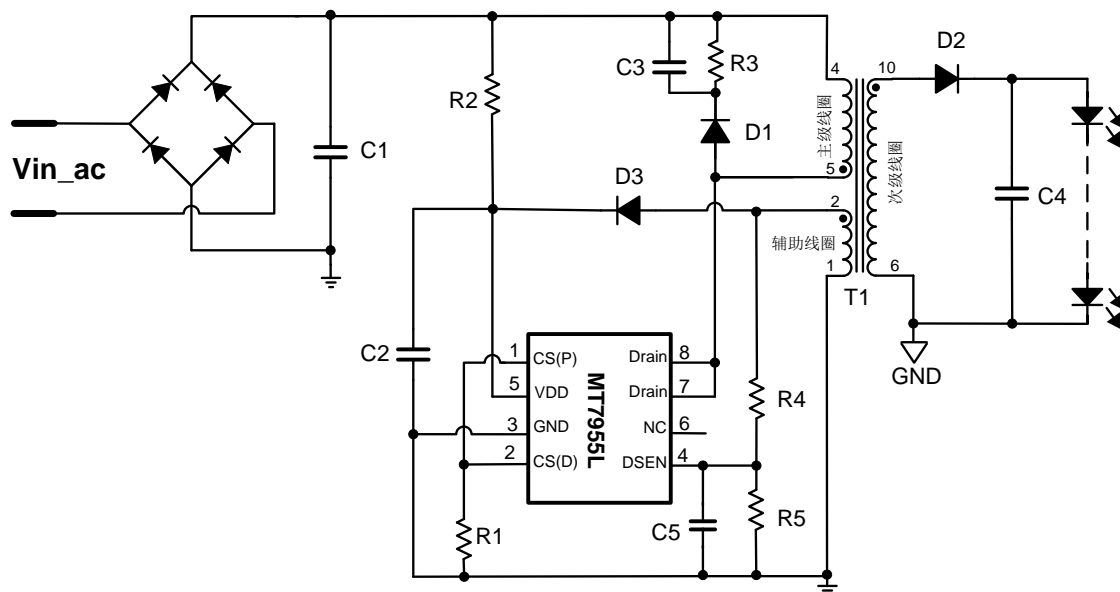 Vin_ac
C1
R2
C3
R3
D1
D3
主级线圈
4
5
2
1
辅助线圈
次级线圈
10
6
T1
D2
C4
GND
C2
1
5
3
2
CS(P)
VDD
GND
CS(D)
MT7955L
Drain
Drain
NC
DSEN
8
7
6
4
R1
R4
R5
C5